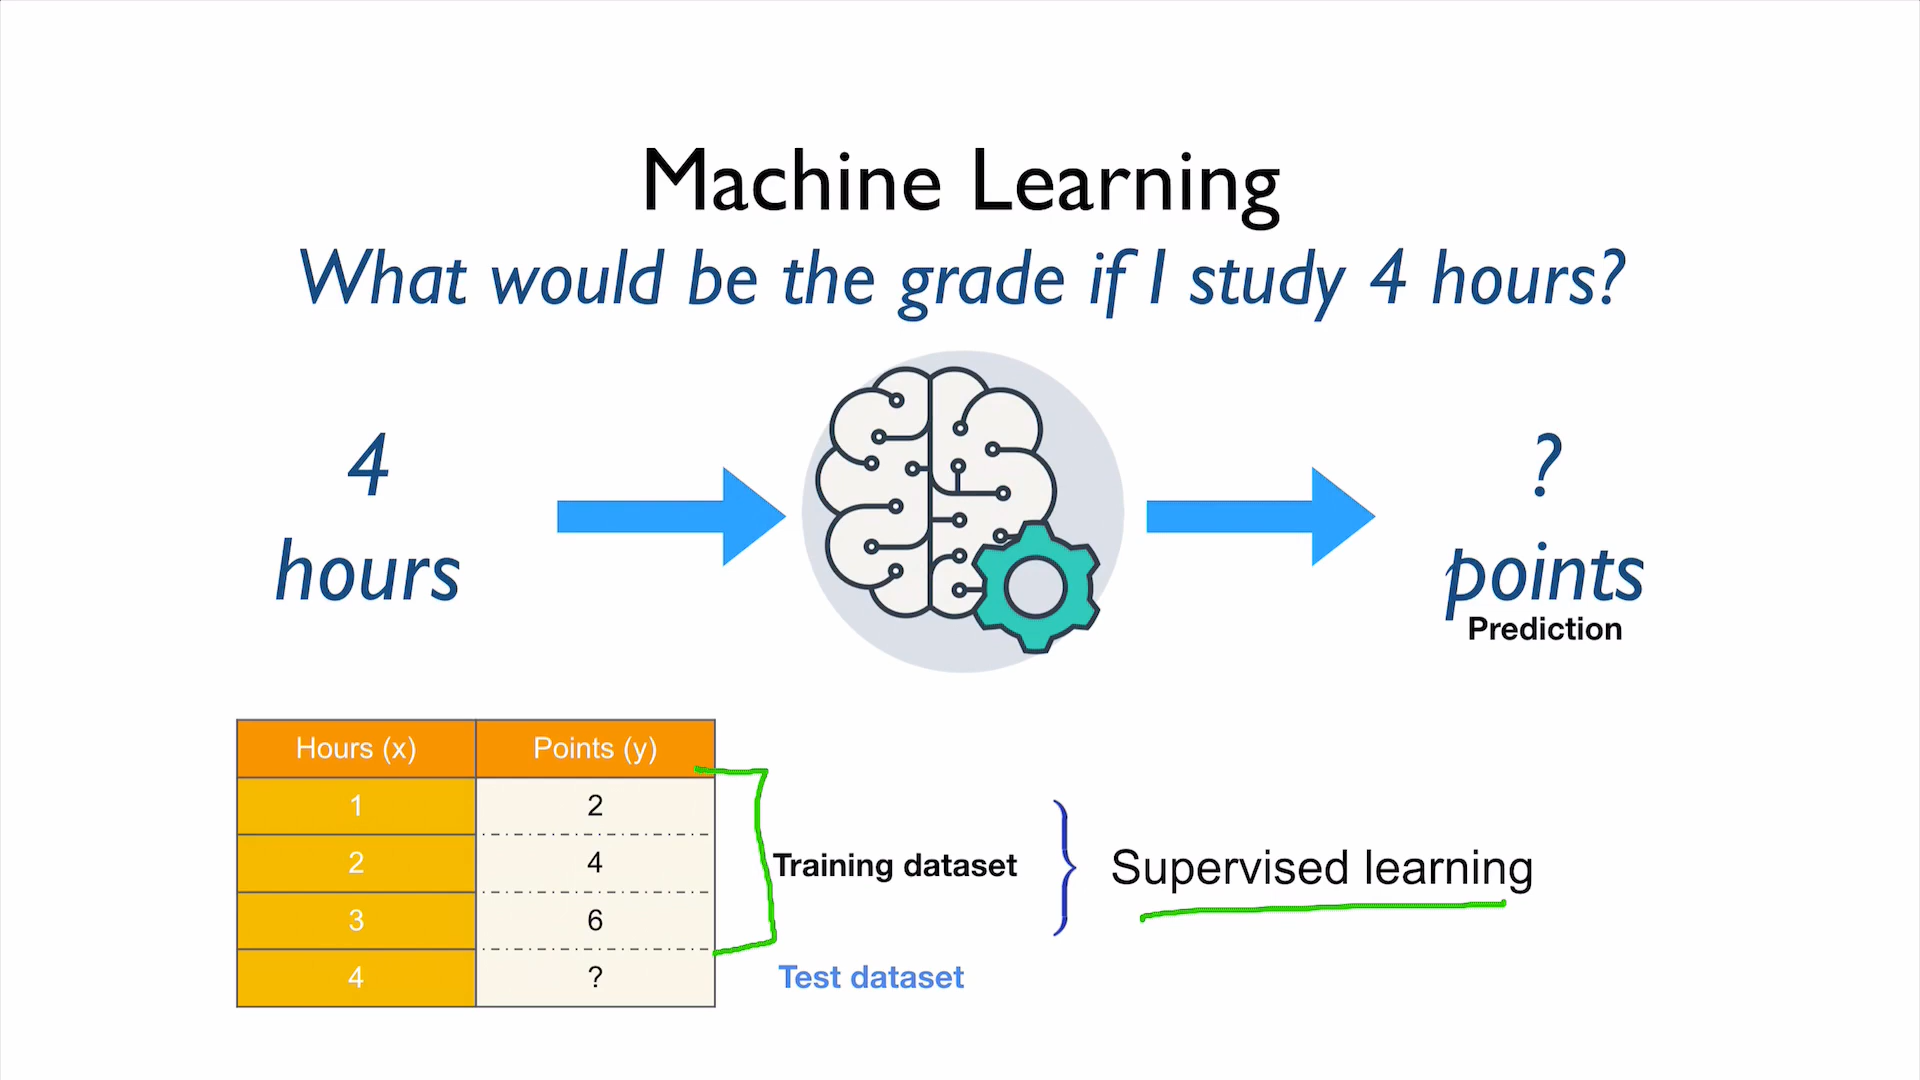 Machine Learning
What would be the grade if I study 4 hours?
4
hours
?
points
Prediction
Hours (x) Points (y)
1 2
2 4
3 6
4 ?
Training dataset
Supervised learning
Test dataset